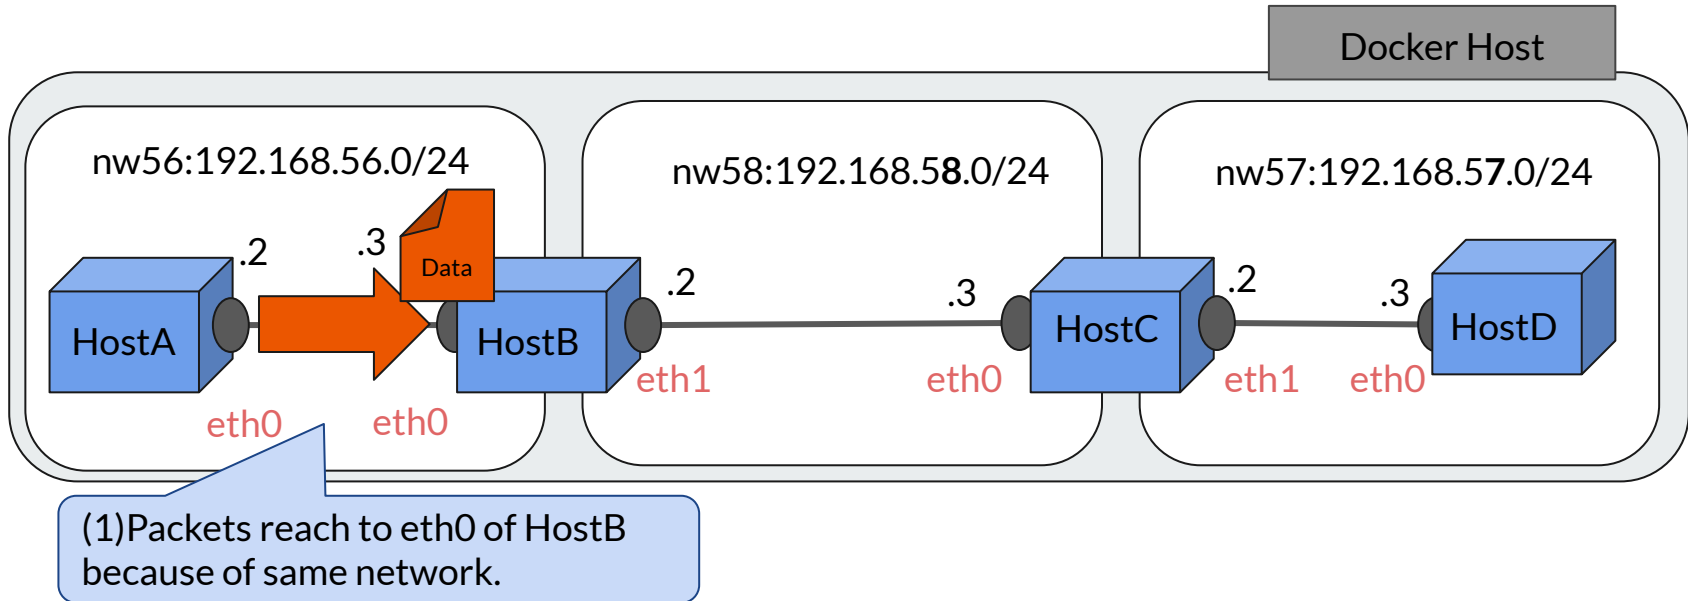 Docker Host
nw56:192.168.56.0/24
nw58:192.168.58.0/24
nw57:192.168.57.0/24
.2
.3
Data
.2
.3
.2
.3
HostA
HostB
HostC
HostD
eth0
eth0
eth1
eth0
eth1
eth0
(1)Packets reach to eth0 of HostB
because of same network.